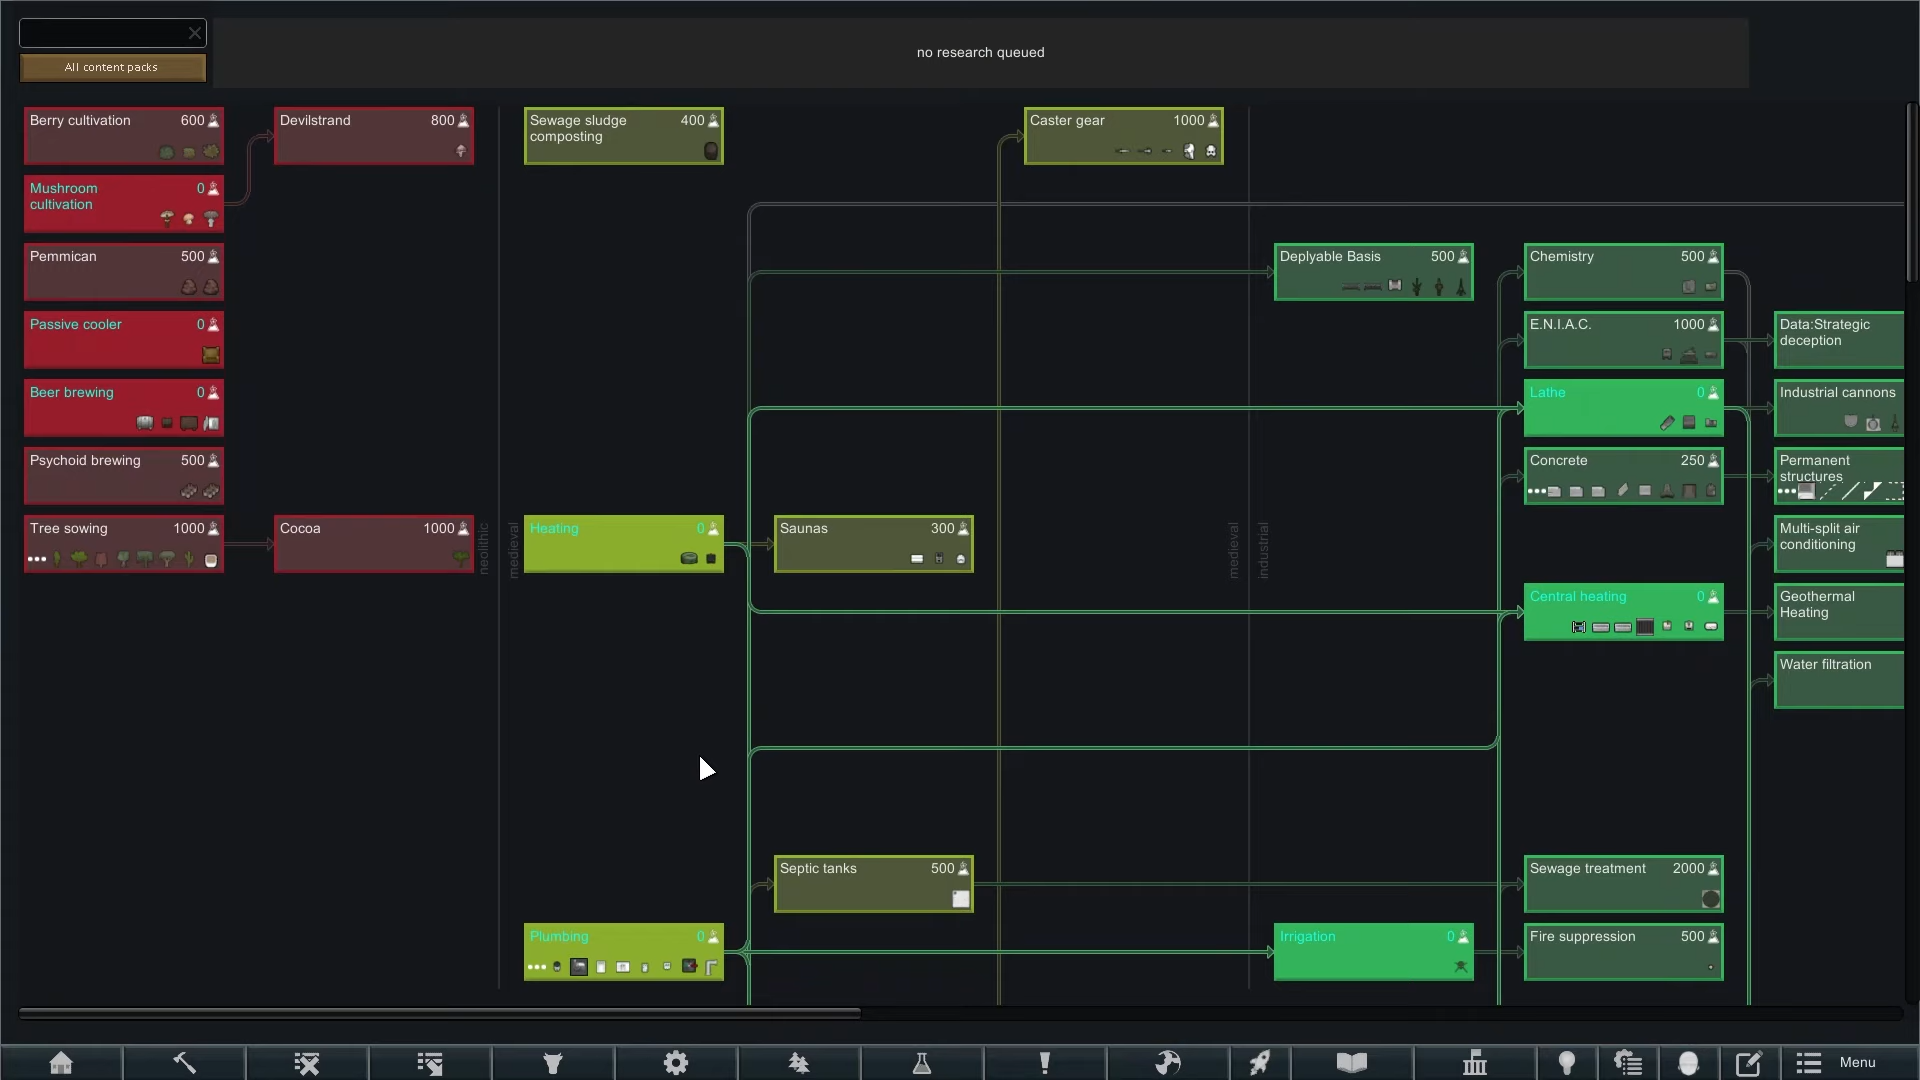 no research queued
All content packs
Berry cultivation 600
Devilstrand 800
Sewage sludge 400
composting
Caster gear 1000
Mushroom 0
cultivation
Pemmican 500
Deplyable Basis 500
Chemistry 500
Passive cooler 0
E.N.I.A.C. 1000
Data:Strategic
deception
Beer brewing 0
Lathe 0
Industrial cannons
Psychoid brewing 500
Concrete 250
Permanent
structures
Tree sowing 1000
Cocoa 1000
neolithic
medieval
Heating 0
Saunas 300
medieval
industrial
Multi-split air
conditioning
Central heating 0
Geothermal
Heating
Water filtration
Septic tanks 500
Sewage treatment 2000
Plumbing 0
Irrigation 0
Fire suppression 500
Menu